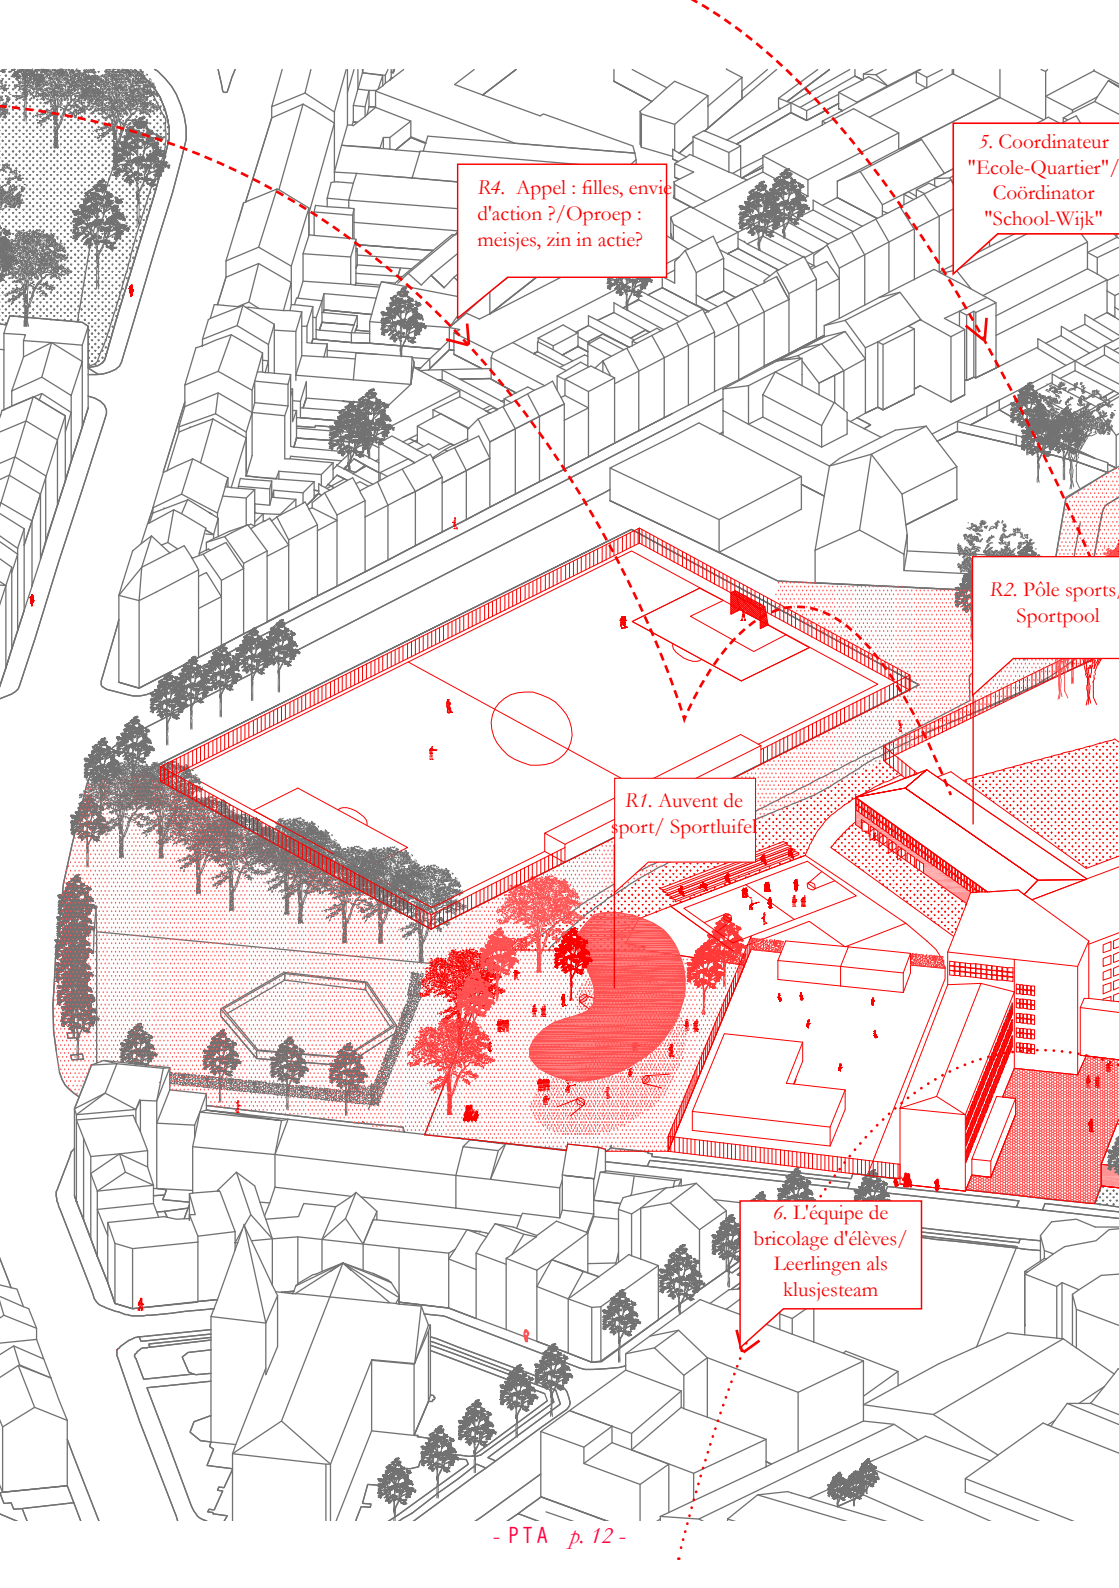 5. Coordinateur
"Ecole-Quartier"/
Coördinator
"School-Wijk"
R4. Appel : filles, envie
d'action ?/Oproep :
meisjes, zin in actie?
R2. Pôle sports/
Sportpool
R1. Auvent de
sport/ Sportluifel
6. L'équipe de
bricolage d'élèves/
Leerlingen als
klusjesteam
- PTA p. 12 -